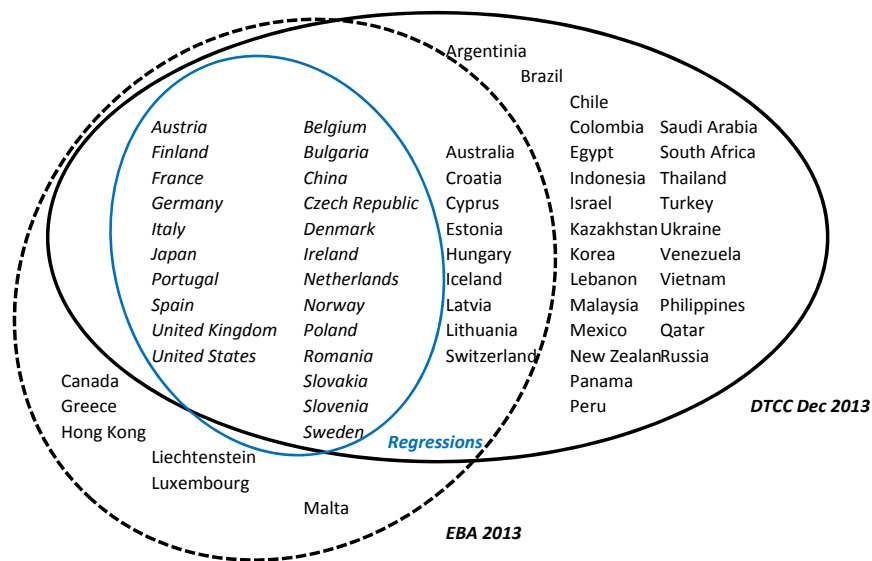 Argentinia
Brazil
Chile
Austria Belgium Colombia Saudi Arabia
Finland Bulgaria Australia Egypt South Africa
France China Croatia Indonesia Thailand
Germany Czech Republic Cyprus Israel Turkey
Italy Denmark Estonia Kazakhstan Ukraine
Japan Ireland Hungary Korea Venezuela
Portugal Netherlands Iceland Lebanon Vietnam
Spain Norway Latvia Malaysia Philippines
United Kingdom Poland Lithuania Mexico Qatar
United States Romania Switzerland New Zealan Russia
Canada Slovakia Panama
Greece Slovenia Peru DTCC Dec 2013
Hong Kong Sweden Regressions
Liechtenstein
Luxembourg
Malta
EBA 2013